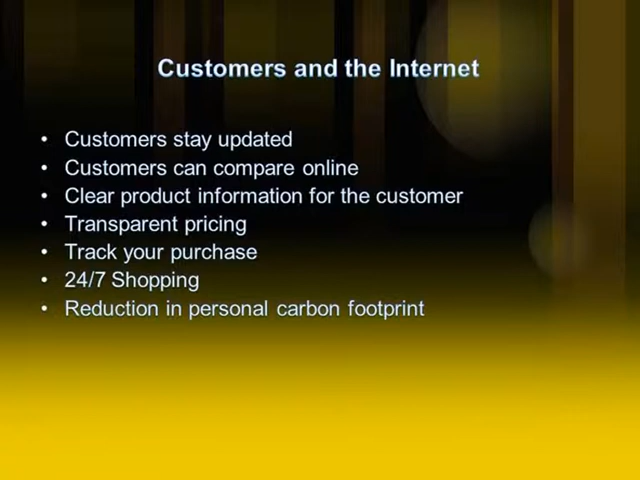 Customers and the Internet
• Customers stay updated
• Customers can compare online
• Clear product information for the customer
• Transparent pricing
• Track your purchase
• 24/7 Shopping
• Reduction in personal carbon footprint